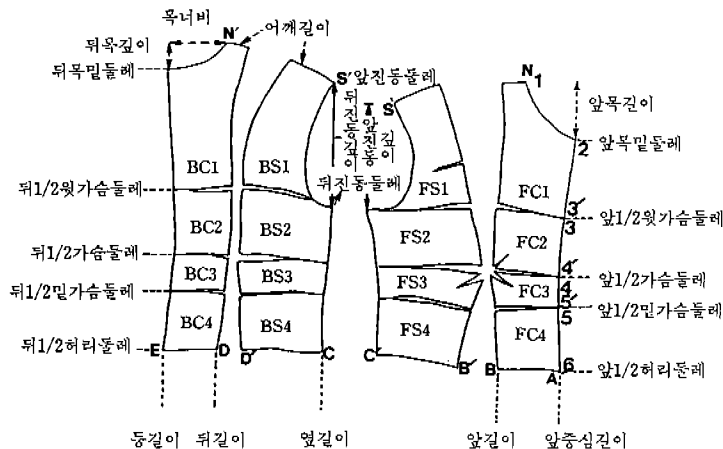 목너비
뒤목깊이
N′
어깨길이
뒤목밑둘레
S′
앞진동둘레
뒤진동깊이
앞진동깊이
S
N1
앞목길이
앞목밑둘레
2
BC1
BS1
뒤진동둘레
FS1
FC1
뒤1/2윗가슴둘레
3′
3
앞1/2윗가슴둘레
BC2
BS2
FS2
FC2
뒤1/2가슴둘레
4′
앞1/2가슴둘레
BC3
BS3
FS3
FC3
4
뒤1/2밑가슴둘레
5′
앞1/2밑가슴둘레
5
BC4
BS4
FS4
FC4
뒤1/2허리둘레
E
D
D′
C
C′
B′
B
A
6
앞1/2허리둘레
등길이
뒤길이
옆길이
앞길이
앞중심길이